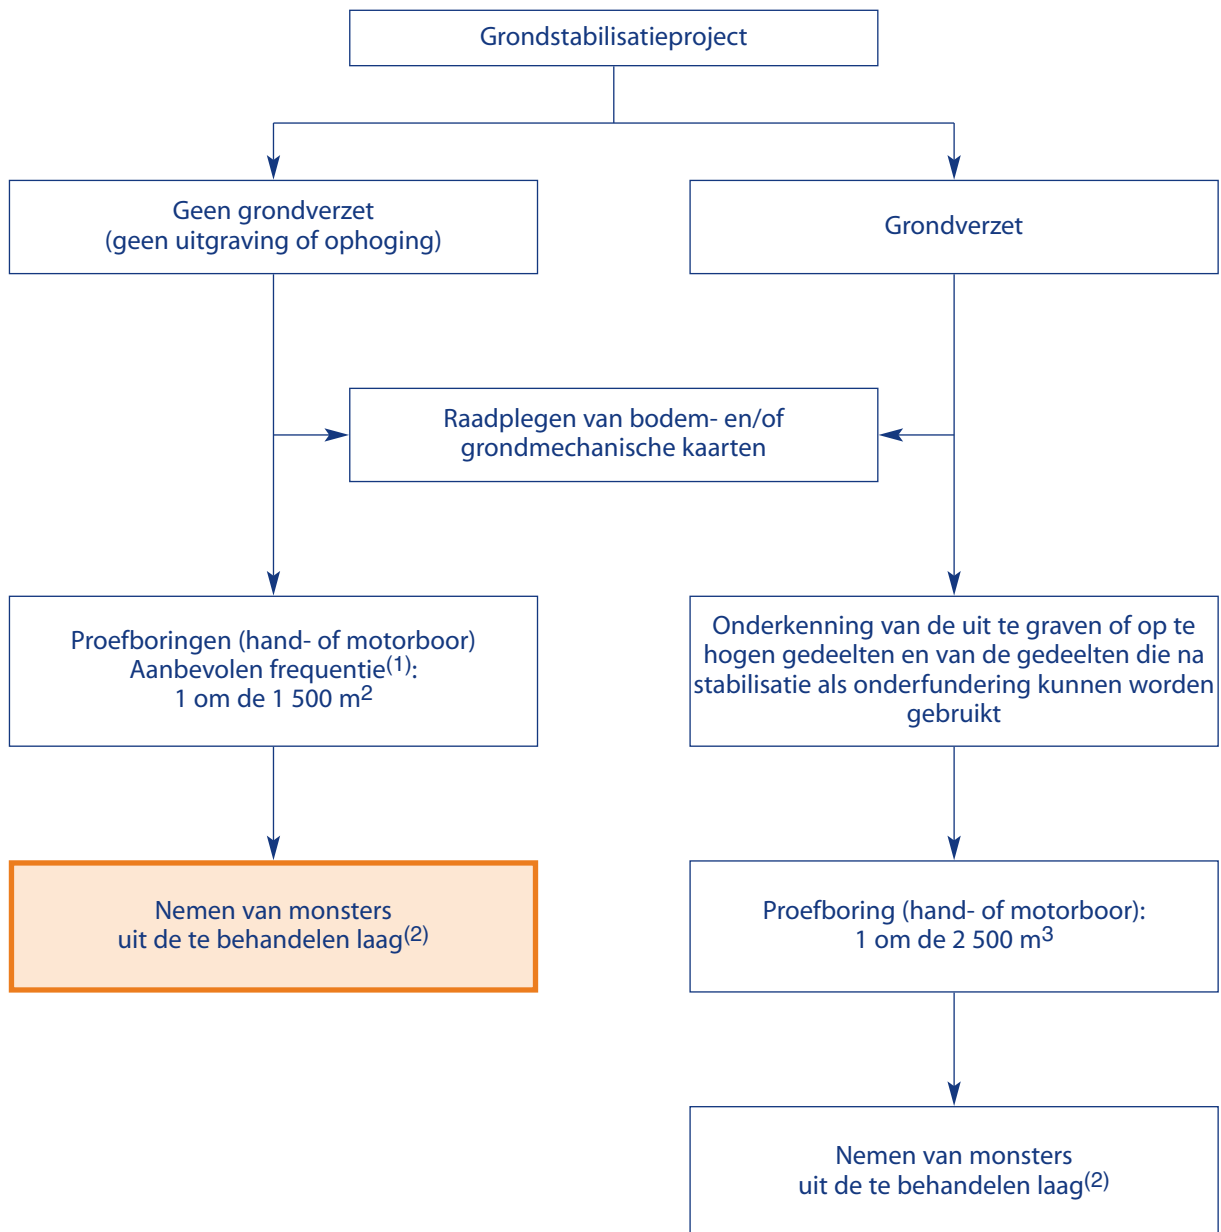 Grondstabilisatieproject
Geen grondverzet
(geen uitgraving of ophoging)
Grondverzet
Raadplegen van bodem- en/of
grondmechanische kaarten
Proefboringen (hand- of motorboor)
Aanbevolen frequentie(1):
1 om de 1 500 m2
Onderkenning van de uit te graven of op te
hogen gedeelten en van de gedeelten die na
stabilisatie als onderfundering kunnen worden
gebruikt
Nemen van monsters
uit de te behandelen laag(2)
Proefboring (hand- of motorboor):
1 om de 2 500 m3
Nemen van monsters
uit de te behandelen laag(2)